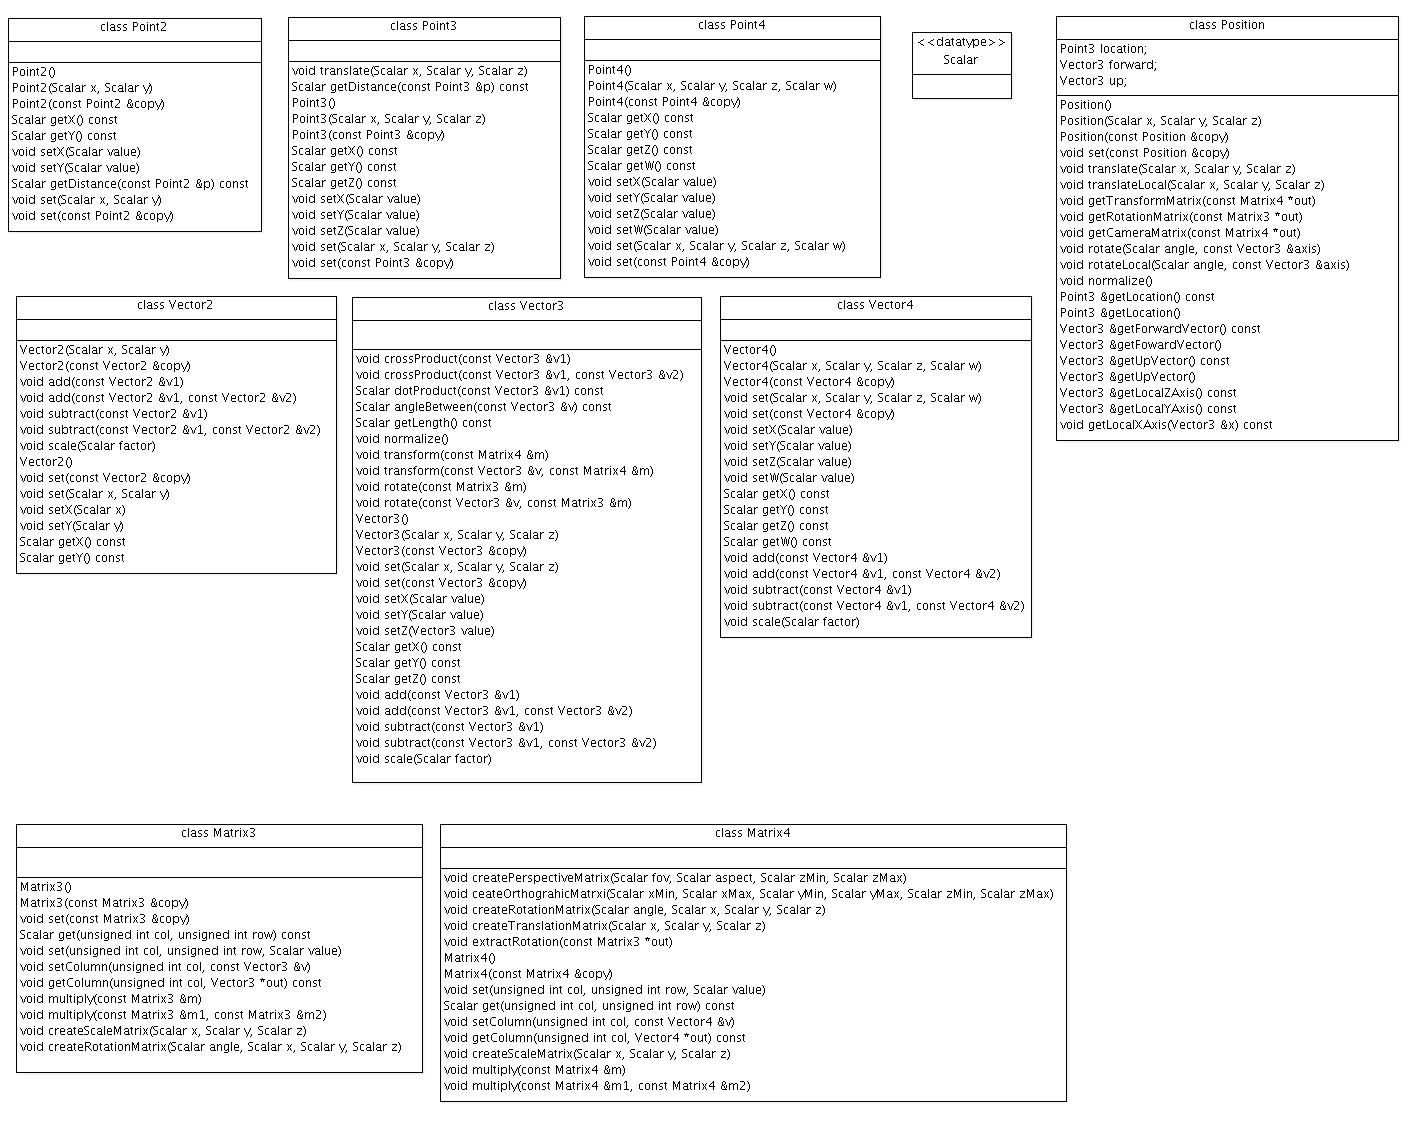 class Point2
Point2()
Point2(Scalar x, Scalar y)
Point2(const Point2 &copy)
Scalar getX() const
Scalar getY() const
void setX(Scalar value)
void setY(Scalar value)
Scalar getDistance(const Point2 &p) const
void set(Scalar x, Scalar y)
void set(const Point2 &copy)
class Point3
void translate(Scalar x, Scalar y, Scalar z)
Scalar getDistance(const Point3 &p) const
Point3()
Point3(Scalar x, Scalar y, Scalar z)
Point3(const Point3 &copy)
Scalar getX() const
Scalar getY() const
Scalar getZ() const
void setX(Scalar value)
void setY(Scalar value)
void setZ(Scalar value)
void set(Scalar x, Scalar y, Scalar z)
void set(const Point3 &copy)
class Point4
Point4()
Point4(Scalar x, Scalar y, Scalar z, Scalar w)
Point4(const Point4 &copy)
Scalar getX() const
Scalar getY() const
Scalar getZ() const
Scalar getW() const
void setX(Scalar value)
void setY(Scalar value)
void setZ(Scalar value)
void setW(Scalar value)
void set(Scalar x, Scalar y, Scalar z, Scalar w)
void set(const Point4 &copy)
<<datatype>>
Scalar
class Position
Point3 location;
Vector3 forward;
Vector3 up;
Position()
Position(Scalar x, Scalar y, Scalar z)
Position(const Position &copy)
void set(const Position &copy)
void translate(Scalar x, Scalar y, Scalar z)
void translateLocal(Scalar x, Scalar y, Scalar z)
void getTransformMatrix(const Matrix4 *out)
void getRotationMatrix(const Matrix3 *out)
void getCameraMatrix(const Matrix4 *out)
void rotate(Scalar angle, const Vector3 &axis)
void rotateLocal(Scalar angle, const Vector3 &axis)
void normalize()
Point3 &getLocation() const
Point3 &getLocation()
Vector3 &getForwardVector() const
Vector3 &getFowardVector()
Vector3 &getUpVector() const
Vector3 &getUpVector()
Vector3 &getLocalZAxis() const
Vector3 &getLocalYAxis() const
void getLocalXAxis(Vector3 &x) const
class Vector2
Vector2(Scalar x, Scalar y)
Vector2(const Vector2 &copy)
void add(const Vector2 &v1)
void add(const Vector2 &v1, const Vector2 &v2)
void subtract(const Vector2 &v1)
void subtract(const Vector2 &v1, const Vector2 &v2)
void scale(Scalar factor)
Vector2()
void set(const Vector2 &copy)
void set(Scalar x, Scalar y)
void setX(Scalar x)
void setY(Scalar y)
Scalar getX() const
Scalar getY() const
class Vector3
void crossProduct(const Vector3 &v1)
void crossProduct(const Vector3 &v1, const Vector3 &v2)
Scalar dotProduct(const Vector3 &v1) const
Scalar angleBetween(const Vector3 &v) const
Scalar getLength() const
void normalize()
void transform(const Matrix4 &m)
void transform(const Vector3 &v, const Matrix4 &m)
void rotate(const Matrix3 &m)
void rotate(const Vector3 &v, const Matrix3 &m)
Vector3()
Vector3(Scalar x, Scalar y, Scalar z)
Vector3(const Vector3 &copy)
void set(Scalar x, Scalar y, Scalar z)
void set(const Vector3 &copy)
void setX(Scalar value)
void setY(Scalar value)
void setZ(Vector3 value)
Scalar getX() const
Scalar getY() const
Scalar getZ() const
void add(const Vector3 &v1)
void add(const Vector3 &v1, const Vector3 &v2)
void subtract(const Vector3 &v1)
void subtract(const Vector3 &v1, const Vector3 &v2)
void scale(Scalar factor)
class Vector4
Vector4()
Vector4(Scalar x, Scalar y, Scalar z, Scalar w)
Vector4(const Vector4 &copy)
void set(Scalar x, Scalar y, Scalar z, Scalar w)
void set(const Vector4 &copy)
void setX(Scalar value)
void setY(Scalar value)
void setZ(Scalar value)
void setW(Scalar value)
Scalar getX() const
Scalar getY() const
Scalar getZ() const
Scalar getW() const
void add(const Vector4 &v1)
void add(const Vector4 &v1, const Vector4 &v2)
void subtract(const Vector4 &v1)
void subtract(const Vector4 &v1, const Vector4 &v2)
void scale(Scalar factor)
class Matrix3
Matrix3()
Matrix3(const Matrix3 &copy)
void set(const Matrix3 &copy)
Scalar get(unsigned int col, unsigned int row) const
void set(unsigned int col, unsigned int row, Scalar value)
void setColumn(unsigned int col, const Vector3 &v)
void getColumn(unsigned int col, Vector3 *out) const
void multiply(const Matrix3 &m)
void multiply(const Matrix3 &m1, const Matrix3 &m2)
void createScaleMatrix(Scalar x, Scalar y, Scalar z)
void createRotationMatrix(Scalar angle, Scalar x, Scalar y, Scalar z)
class Matrix4
void createPerspectiveMatrix(Scalar fov, Scalar aspect, Scalar zMin, Scalar zMax)
void ceateOrthograhicMatrxi(Scalar xMin, Scalar xMax, Scalar yMin, Scalar yMax, Scalar zMin, Scalar zMax)
void createRotationMatrix(Scalar angle, Scalar x, Scalar y, Scalar z)
void createTranslationMatrix(Scalar x, Scalar y, Scalar z)
void extractRotation(const Matrix3 *out)
Matrix4()
Matrix4(const Matrix4 &copy)
void set(unsigned int col, unsigned int row, Scalar value)
Scalar get(unsigned int col, unsigned int row) const
void setColumn(unsigned int col, const Vector4 &v)
void getColumn(unsigned int col, Vector4 *out) const
void createScaleMatrix(Scalar x, Scalar y, Scalar z)
void multiply(const Matrix4 &m)
void multiply(const Matrix4 &m1, const Matrix4 &m2)